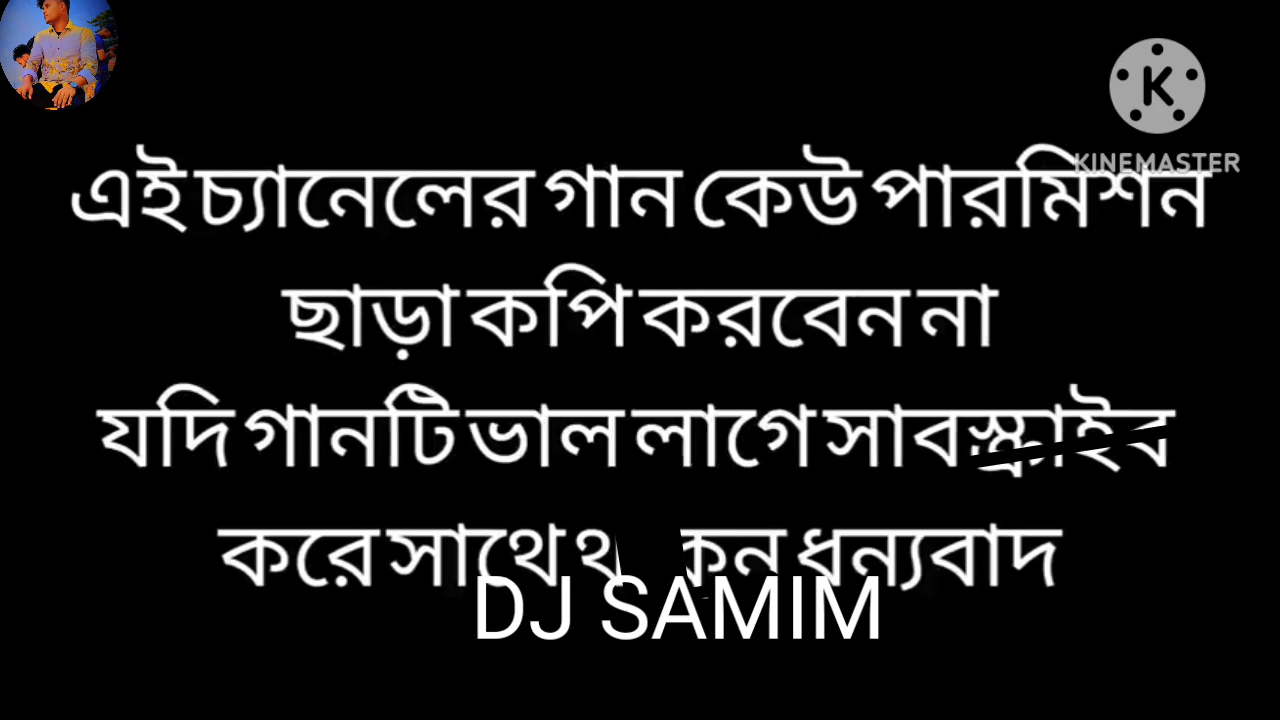 KINEMASTER
এই চ্যানেলের গান কেউ পারমিশন
ছাড়া কপি করবেন না
যদি গানটি ভাল লাগে সাবস্ক্রাইব
করে সাথে ধন্যবাদ
DJ SAMIM